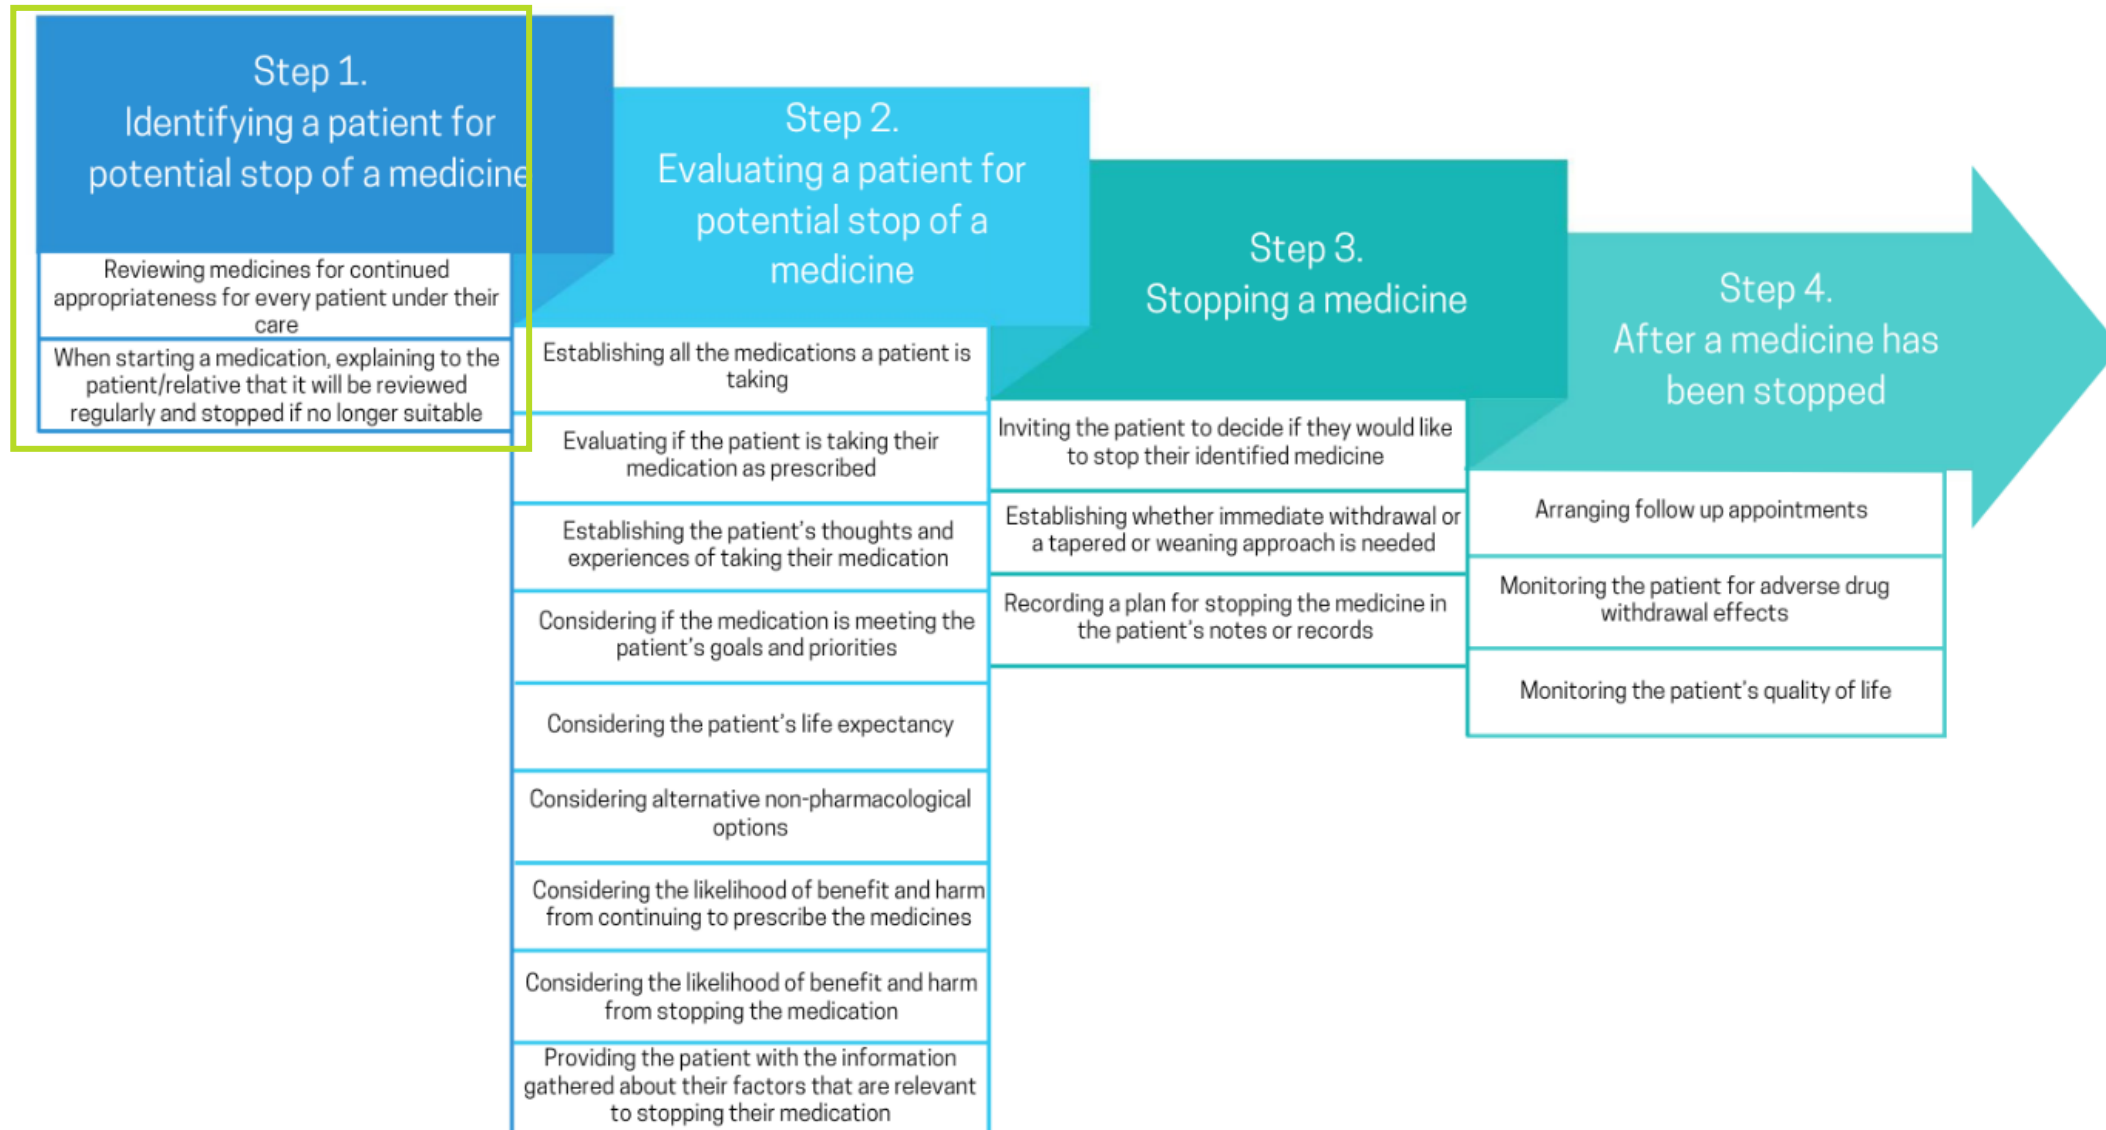 Step 1.
Identifying a patient for
potential stop of a medicine
Reviewing medicines for continued
appropriateness for every patient under their
care
When starting a medication, explaining to the
patient/relative that it will be reviewed
regularly and stopped if no longer suitable
Step 2.
Evaluating a patient for
potential stop of a
medicine
Establishing all the medications a patient is
taking
Evaluating if the patient is taking their
medication as prescribed
Establishing the patient's thoughts and
experiences of taking their medication
Considering if the medication is meeting the
patient's goals and priorities
Considering the patient's life expectancy
Considering alternative non-pharmacological
options
Considering the likelihood of benefit and harm
from continuing to prescribe the medicines
Considering the likelihood of benefit and harm
from stopping the medication
Providing the patient with the information
gathered about their factors that are relevant
to stopping their medication
Step 3.
Stopping a medicine
Inviting the patient to decide if they would like
to stop their identified medicine
Establishing whether immediate withdrawal or
a tapered or weaning approach is needed
Recording a plan for stopping the medicine in
the patient's notes or records
Step 4.
After a medicine has
been stopped
Arranging follow up appointments
Monitoring the patient for adverse drug
withdrawal effects
Monitoring the patient's quality of life